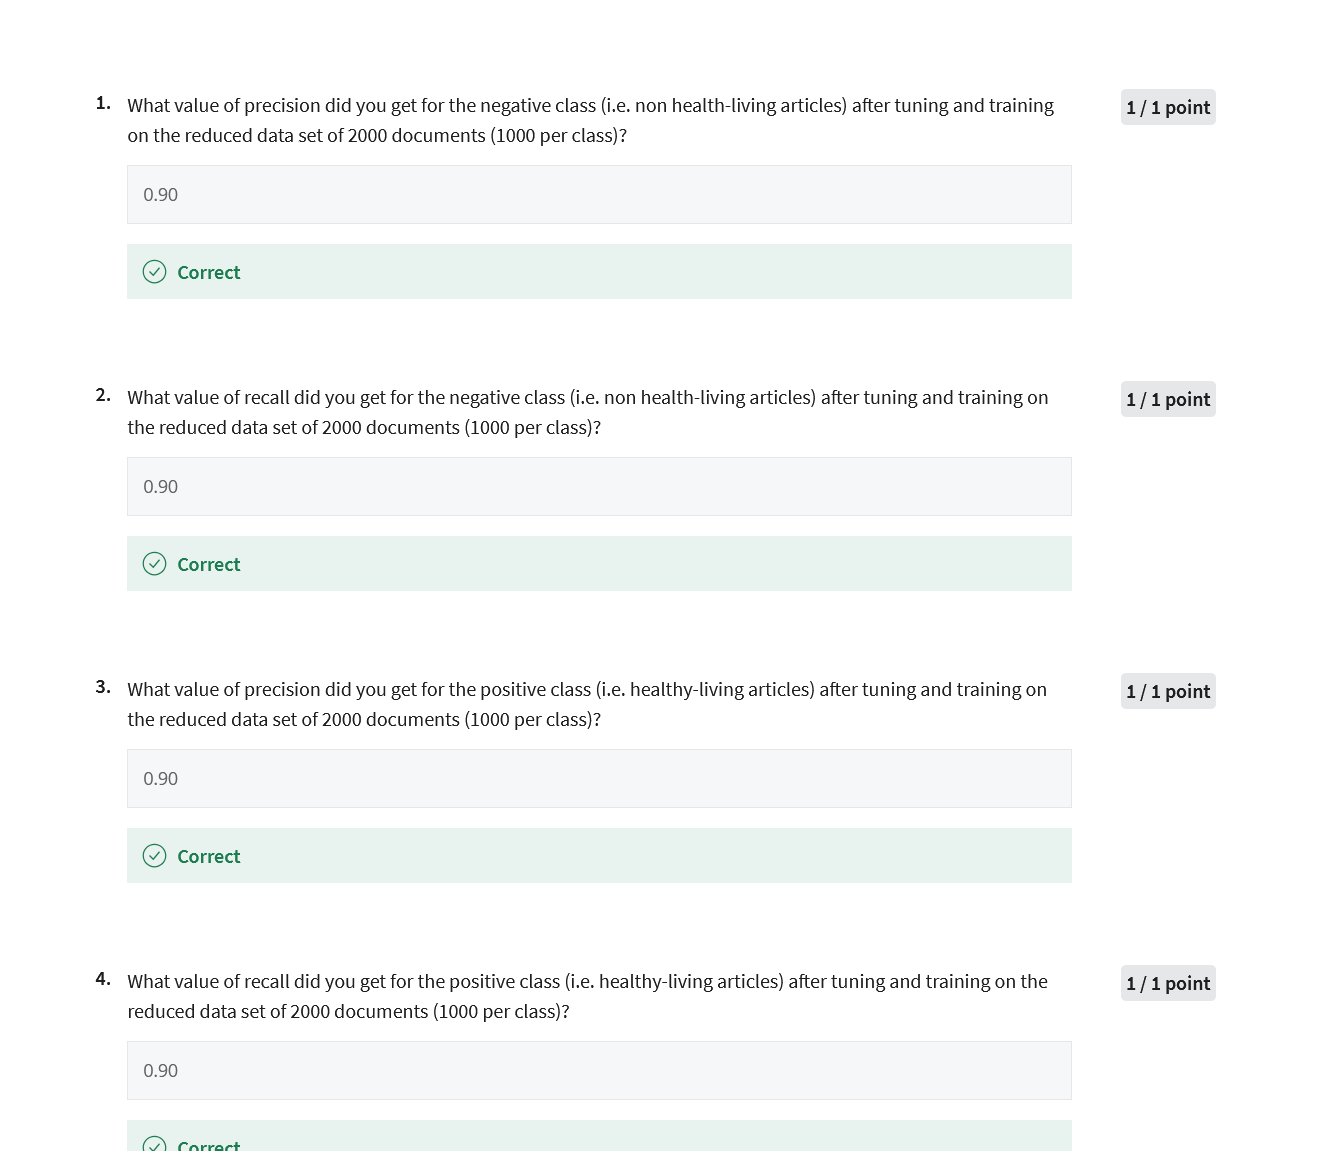 1. What value of precision did you get for the negative class (i.e. non health-living articles) after tuning and training 1 / 1 point
on the reduced data set of 2000 documents (1000 per class)?
0.90
Correct
2. What value of recall did you get for the negative class (i.e. non health-living articles) after tuning and training on 1 / 1 point
the reduced data set of 2000 documents (1000 per class)?
0.90
Correct
3. What value of precision did you get for the positive class (i.e. healthy-living articles) after tuning and training on 1 / 1 point
the reduced data set of 2000 documents (1000 per class)?
0.90
Correct
4. What value of recall did you get for the positive class (i.e. healthy-living articles) after tuning and training on the 1 / 1 point
reduced data set of 2000 documents (1000 per class)?
0.90
Correct